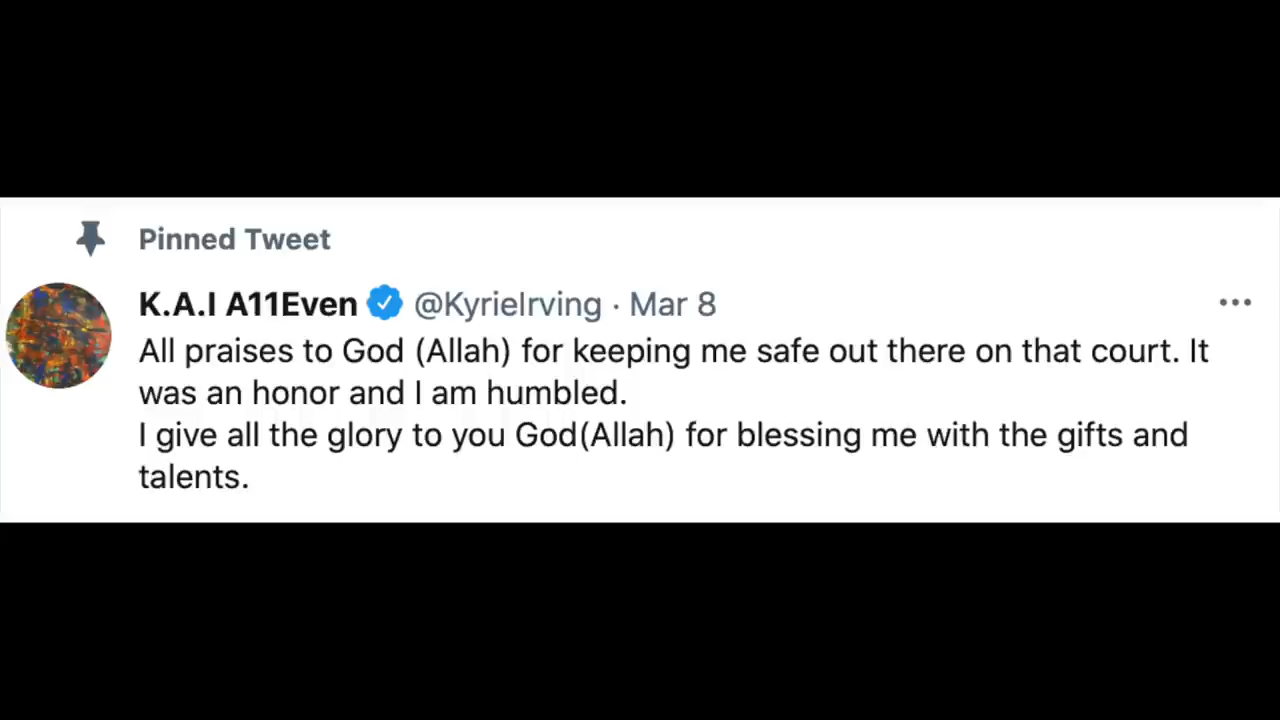 Pinned Tweet
K.A.I A11Even @KyrieIrving · Mar 8
All praises to God (Allah) for keeping me safe out there on that court. It
was an honor and I am humbled.
I give all the glory to you God(Allah) for blessing me with the gifts and
talents.